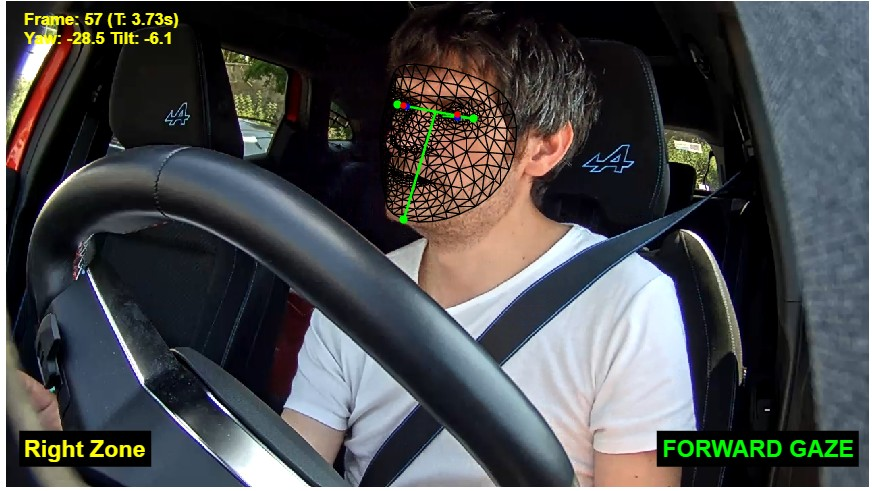 Frame: 57 (T: 3.73s)
Yaw: -28.5 Tilt: -6.1
Right Zone
FORWARD GAZE